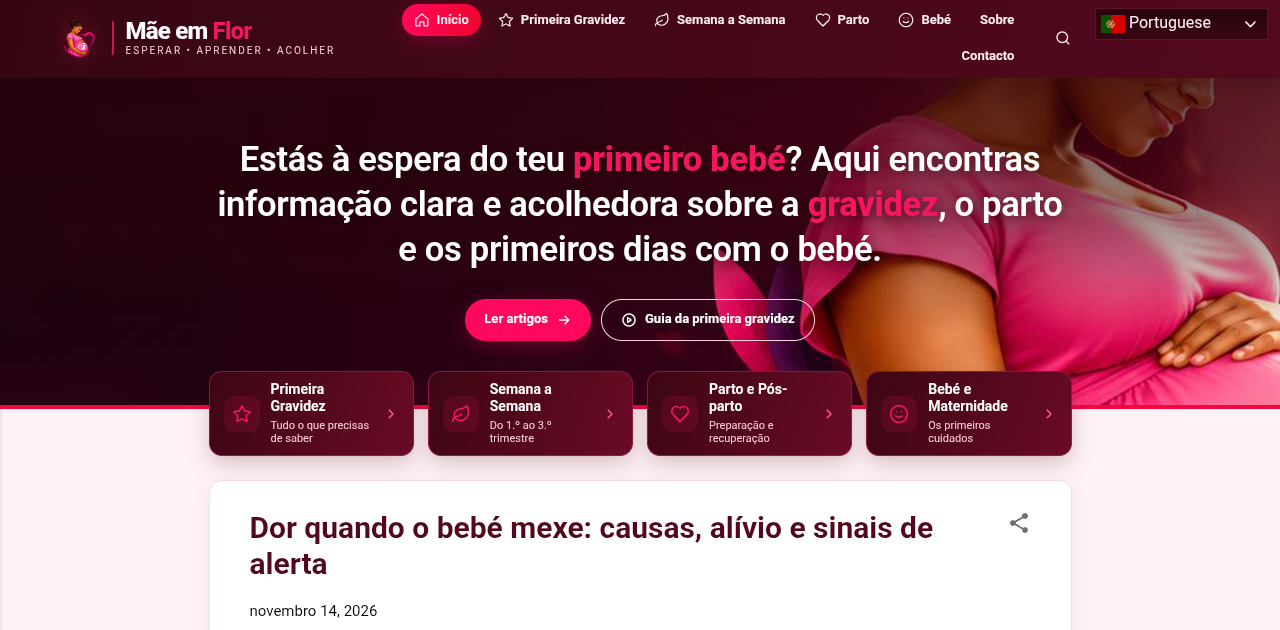 Mãe em Flor
ESPERAR • APRENDER • ACOLHER
Início
Primeira Gravidez
Semana a Semana
Parto
Bebé
Sobre
Contacto
Portuguese
Estás à espera do teu primeiro bebé? Aqui encontras
informação clara e acolhedora sobre a gravidez, o parto
e os primeiros dias com o bebé.
Ler artigos
Guia da primeira gravidez
Primeira
Gravidez
Tudo o que precisas
de saber
Semana a
Semana
Do 1.º ao 3.º
trimestre
Parto e Pós-
parto
Preparação e
recuperação
Bebé e
Maternidade
Os primeiros
cuidados
Dor quando o bebé mexe: causas, alívio e sinais de
alerta
novembro 14, 2026